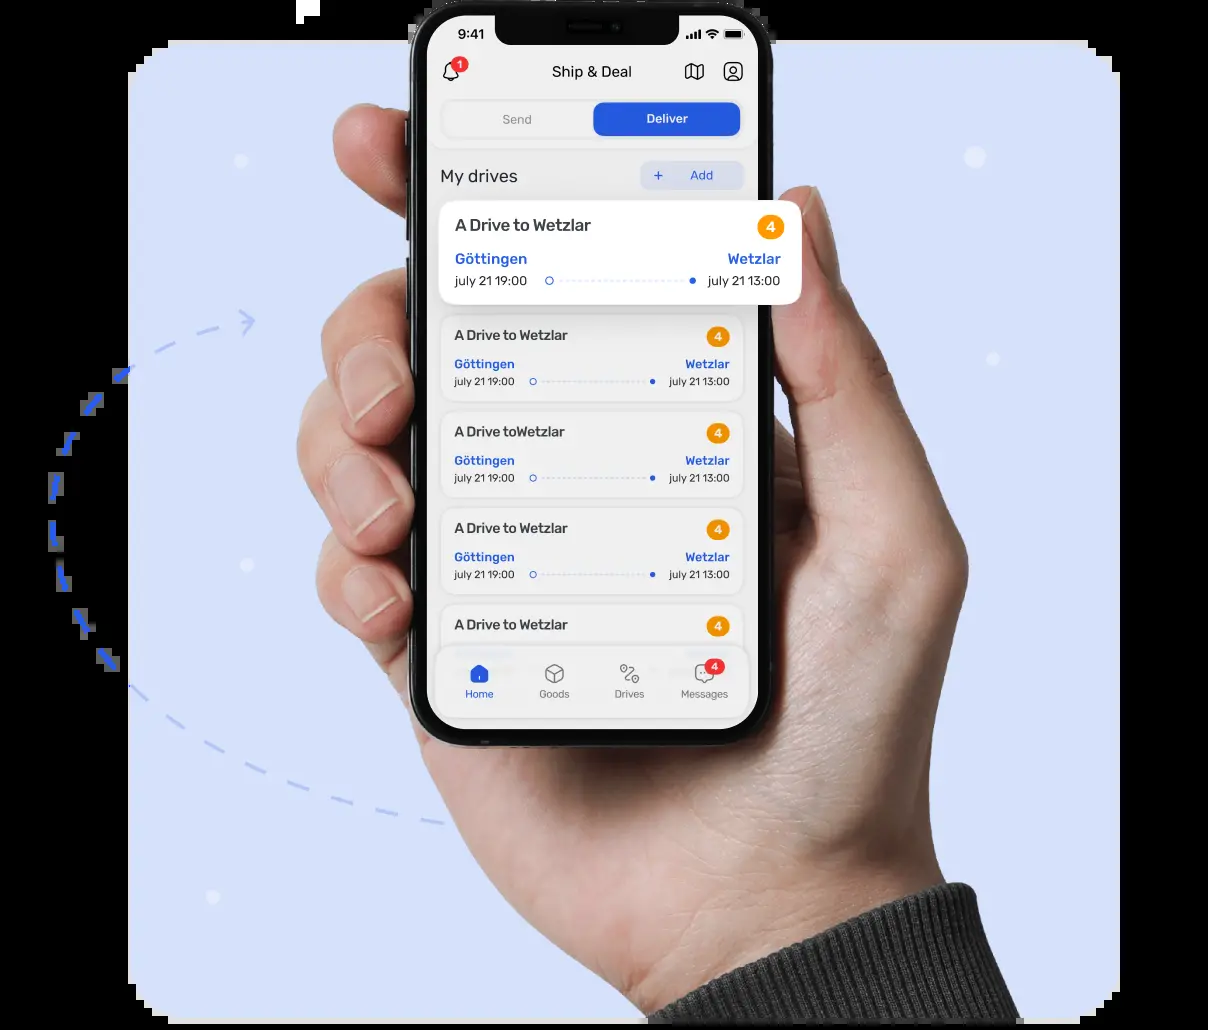 9:41
1
Ship & Deal
Send Deliver
My drives + Add
A Drive to Wetzlar 4
Göttingen Wetzlar
july 21 19:00 july 21 13:00
A Drive to Wetzlar 4
Göttingen Wetzlar
july 21 19:00 july 21 13:00
A Drive toWetzlar 4
Göttingen Wetzlar
july 21 19:00 july 21 13:00
A Drive to Wetzlar 4
Göttingen Wetzlar
july 21 19:00 july 21 13:00
A Drive to Wetzlar 4
4
Home Goods Drives Messages